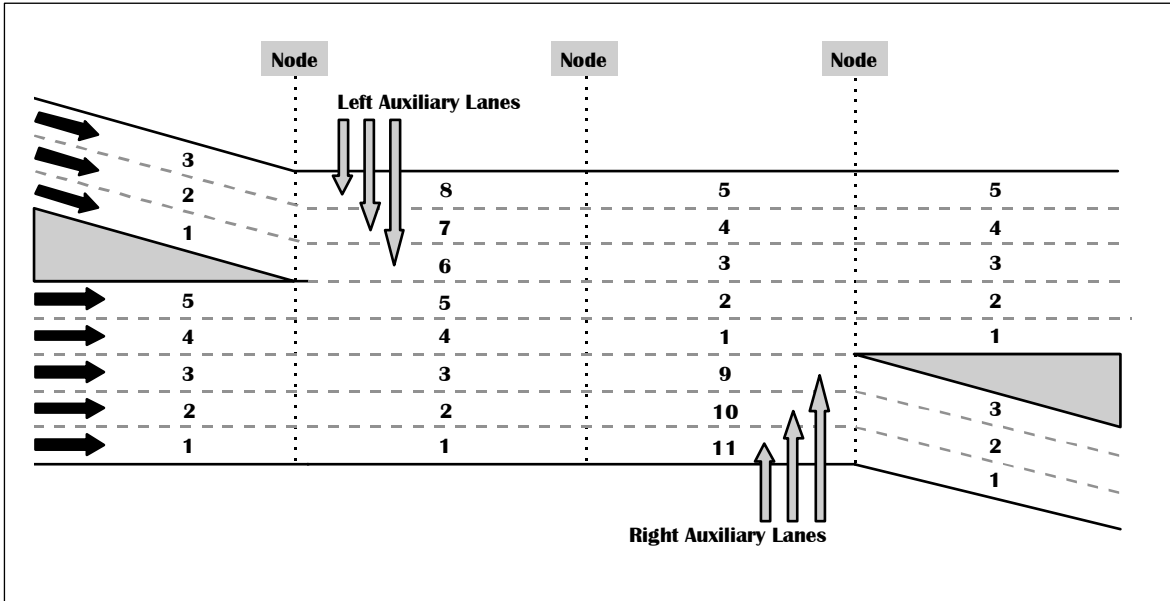 Node Node Node
Left Auxiliary Lanes
3
8 5 5
2
7 4 4
1
6 3 3
5 5 2 2
4 4 1 1
3 3 9
3
2 2 10
2
1 1 11
1
Right Auxiliary Lanes